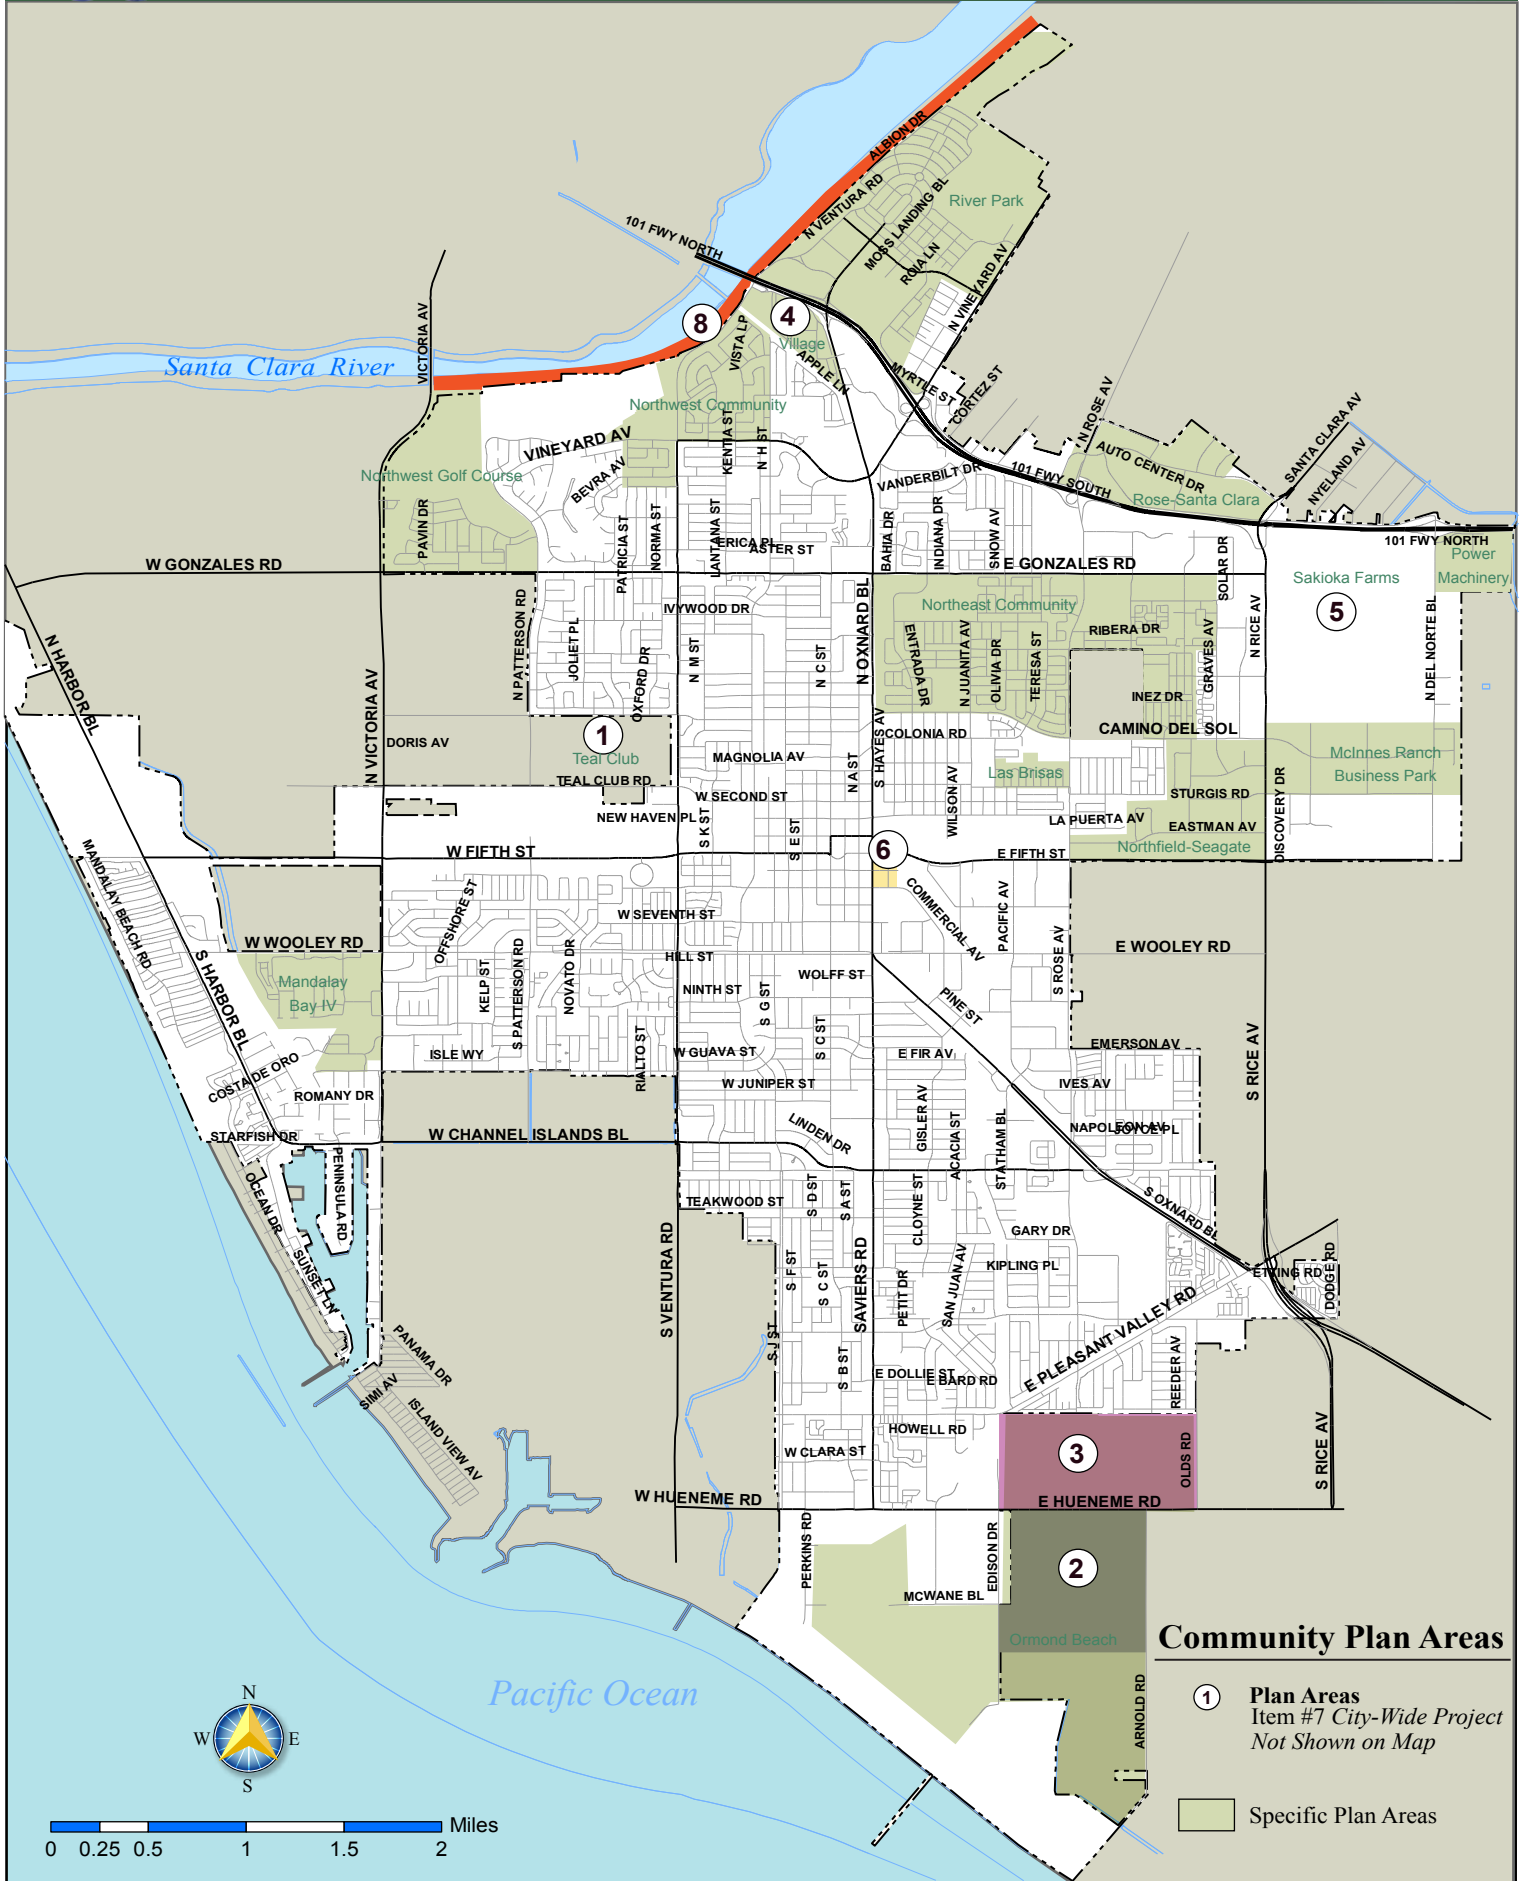 ALBION DR
N VENTURA RD
River Park
MOSS LANDING BL
101 FWY NORTH
ROIA LN
N VINEYARD AV
VICTORIA AV
8
4
VISTA LP
Village
Santa Clara River
APPLE LN
MYRTLE ST
CORTEZ ST
N ROSE AV
Northwest Community
KENTIA ST
N H ST
VINEYARD AV
AUTO CENTER DR
SANTA CLARA AV
NYELAND AV
Northwest Golf Course
BEVRA AV
VANDERBILT DR
101 FWY SOUTH
Rose-Santa Clara
PAVIN DR
PATRICIA ST
NORMA ST
LANTANA ST
ERICA PL
ASTER ST
BAHIA DR
INDIANA DR
SNOW AV
SOLAR DR
101 FWY NORTH
Power
Machinery
W GONZALES RD
E GONZALES RD
Sakioka Farms
5
N PATTERSON RD
IVYWOOD DR
N OXNARD BL
Northeast Community
N RICE AV
N DEL NORTE BL
N HARBOR BL
JOLIET PL
OXFORD DR
N M ST
N C ST
ENTRADA DR
N JUANITA AV
OLIVIA DR
TERESA ST
RIBERA DR
GRAVES AV
INEZ DR
N VICTORIA AV
1
DORIS AV
Teal Club
TEAL CLUB RD
MAGNOLIA AV
N A ST
S HAYES AV
COLONIA RD
CAMINO DEL SOL
McInnes Ranch
Business Park
Las Brisas
W SECOND ST
STURGIS RD
NEW HAVEN PL
S K ST
S E ST
WILSON AV
LA PUERTA AV
EASTMAN AV
DISCOVERY DR
Northfield-Seagate
6
MANDALAY BEACH RD
W FIFTH ST
E FIFTH ST
OFFSHORE ST
W SEVENTH ST
COMMERCIAL AV
PACIFIC AV
W WOOLEY RD
E WOOLEY RD
S HARBOR BL
Mandalay
Bay IV
KELP ST
S PATTERSON RD
NOVATO DR
HILL ST
NINTH ST
S G ST
WOLFF ST
S ROSE AV
PINE ST
COSTA DE ORO
ISLE WY
RIALTO ST
W GUAVA ST
S C ST
E FIR AV
EMERSON AV
S RICE AV
ROMANY DR
W JUNIPER ST
IVES AV
STARFISH DR
W CHANNEL ISLANDS BL
LINDEN DR
GISLER AV
ACACIA ST
STATHAM BL
NAPOLEON AV
JOYCE PL
OCEAN DR
PENINSULA RD
TEAKWOOD ST
S D ST
S A ST
CLOYNE ST
S OXNARD BL
GARY DR
SUNSET LN
S VENTURA RD
S F ST
S C ST
SAVIERS RD
PETIT DR
SAN JUAN AV
KIPLING PL
ETTING RD
DODGE RD
PANAMA DR
S J ST
S B ST
E PLEASANT VALLEY RD
REEDER AV
SIMI AV
ISLAND VIEW AV
E DOLLIE ST
E BARD RD
HOWELL RD
W CLARA ST
3
OLDS RD
S RICE AV
W HUENEME RD
E HUENEME RD
PERKINS RD
EDISON DR
2
MCWANE BL
Ormond Beach
ARNOLD RD
Pacific Ocean
Community Plan Areas
1
Plan Areas
Item #7 City-Wide Project
Not Shown on Map
Specific Plan Areas
N
W
E
S
Miles
0 0.25 0.5 1 1.5 2